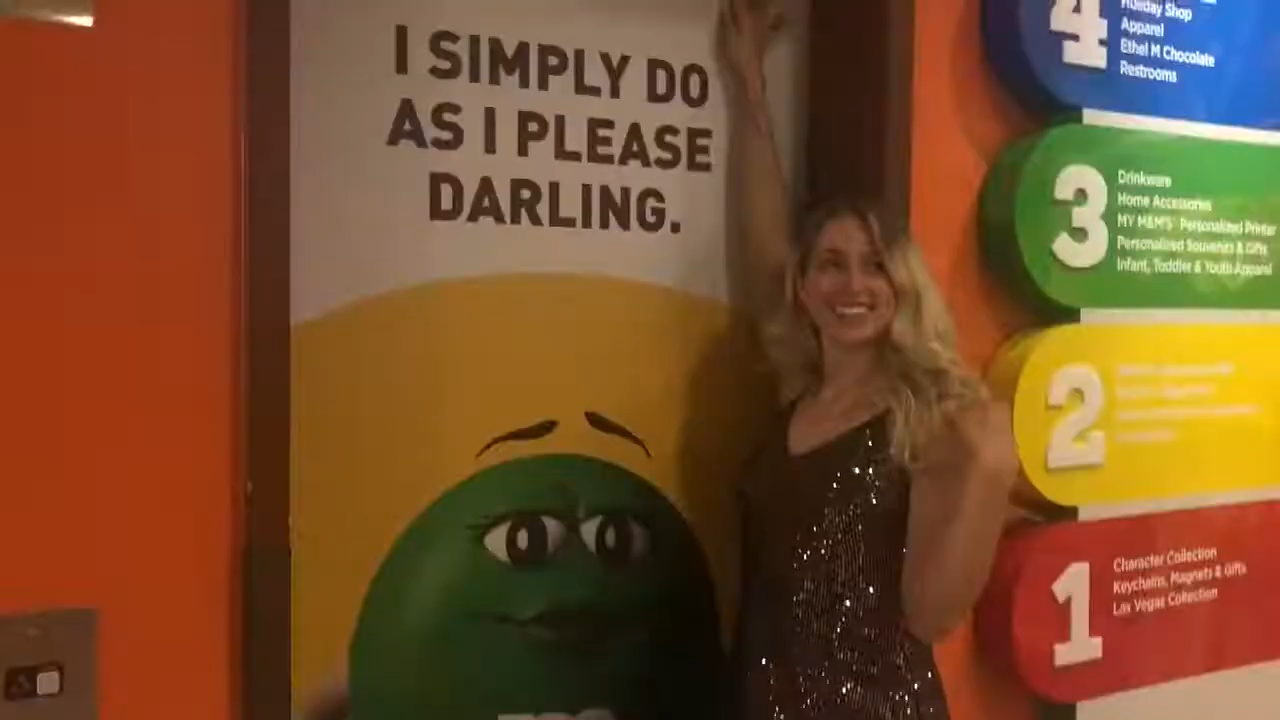 I SIMPLY DO
AS I PLEASE
DARLING.
m
4
Holiday Shop
Apparel
Ethel M Chocolate
Restrooms
3
Drinkware
Home Accessories
MY M&M'S® Personalized Printer
Personalized Souvenirs & Gifts
Infant, Toddler & Youth Apparel
2
1
Character Collection
Keychains, Magnets & Gifts
Las Vegas Collection